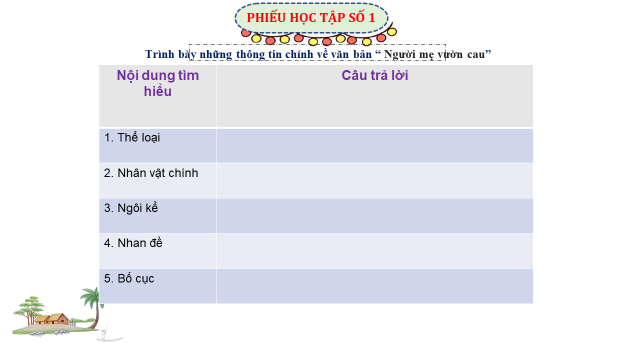 PHIẾU HỌC TẬP SỐ 1
Trình bày những thông tin chính về văn bản “ Người mẹ vườn cau”
Nội dung tìm
hiểu
Câu trả lời
1. Thể loại
2. Nhân vật chính
3. Ngôi kể
4. Nhan đề
5. Bố cục